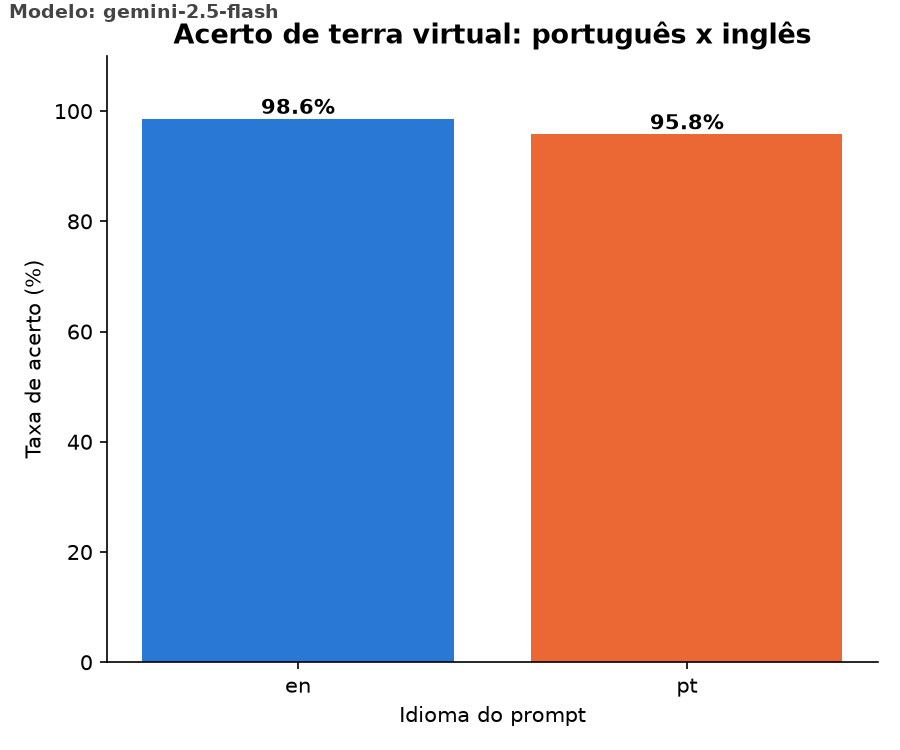 Modelo: gemini-2.5-flash
Acerto de terra virtual: português x inglês
Taxa de acerto (%)
100
80
60
40
20
0
98.6%
95.8%
en
pt
Idioma do prompt